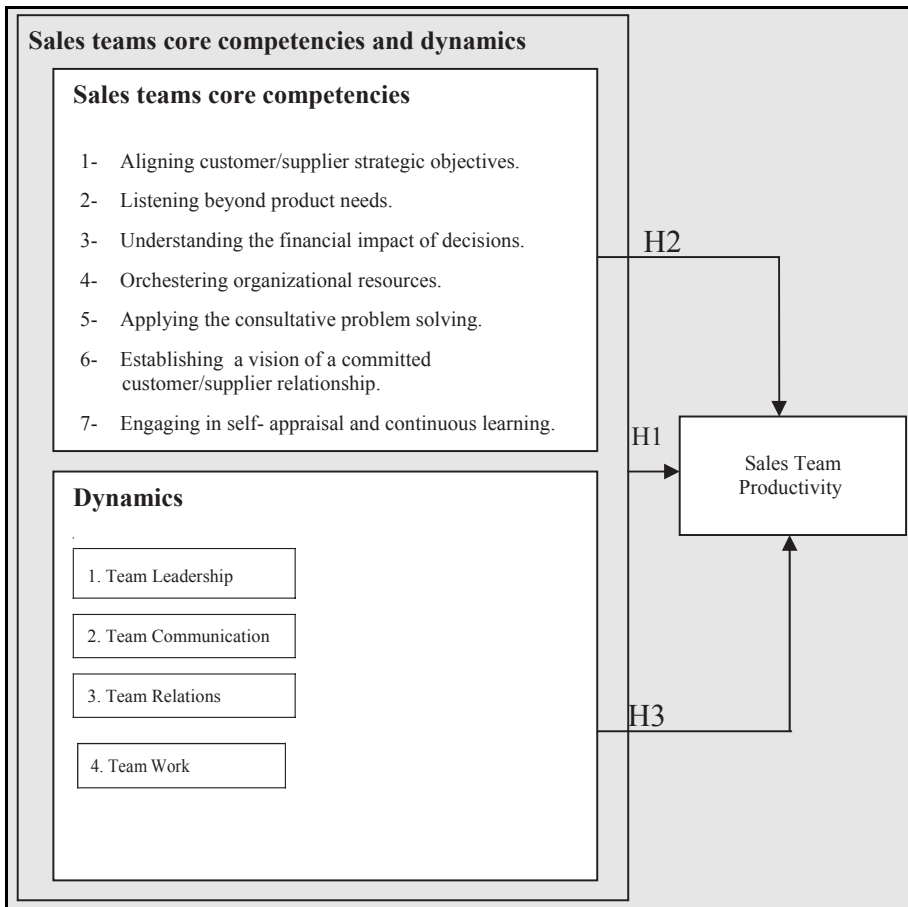 Sales teams core competencies and dynamics
Sales teams core competencies
1- Aligning customer/supplier strategic objectives.
2- Listening beyond product needs.
3- Understanding the financial impact of decisions.
4- Orchestering organizational resources.
5- Applying the consultative problem solving.
6- Establishing a vision of a committed
customer/supplier relationship.
7- Engaging in self- appraisal and continuous learning.
H2
H1
Sales Team
Productivity
Dynamics
.
1. Team Leadership
2. Team Communication
3. Team Relations
H3
4. Team Work